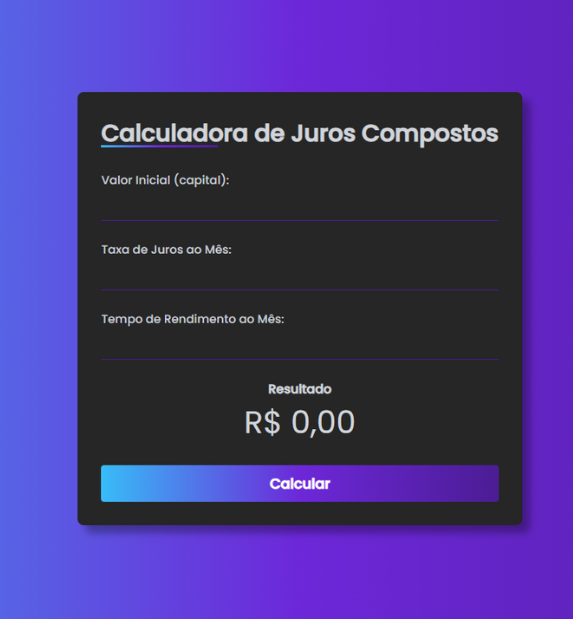 Calculadora de Juros Compostos
Valor Inicial (capital):
Taxa de Juros ao Mês:
Tempo de Rendimento ao Mês:
Resultado
R$ 0,00
Calcular